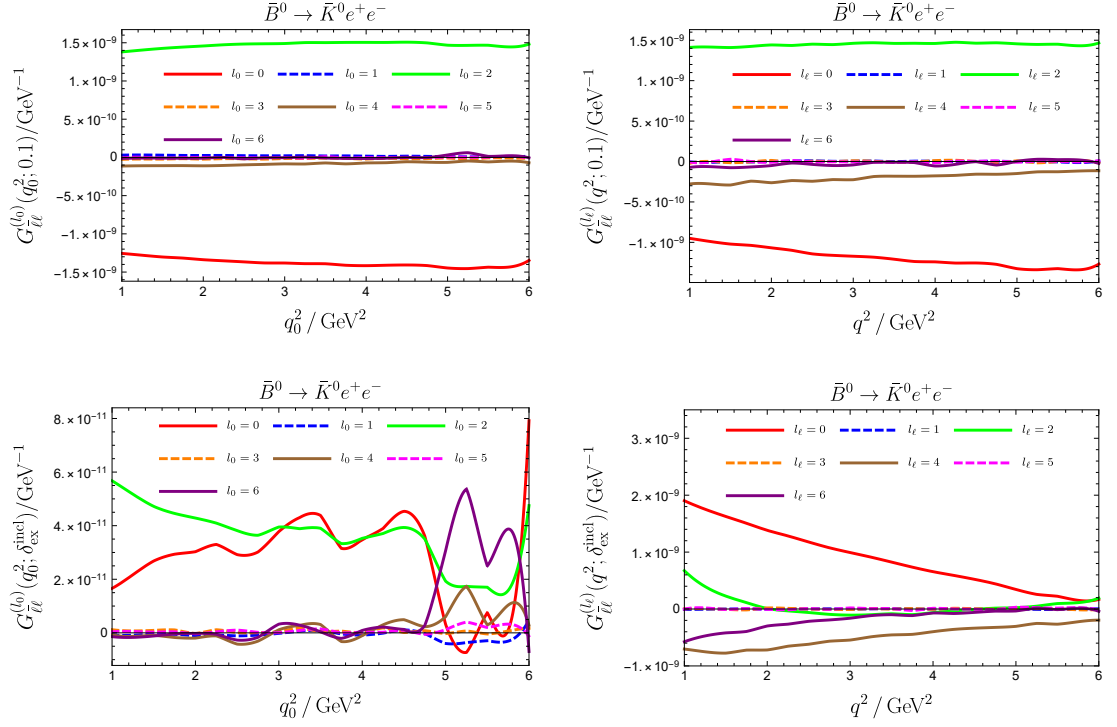 B̄⁰ → K̄⁰e⁺e⁻
G_{ℓ̄ℓ}^{(l₀)}(q₀²; 0.1)/GeV⁻¹
1.5×10⁻⁹
1.×10⁻⁹
5.×10⁻¹⁰
0
−5.×10⁻¹⁰
−1.×10⁻⁹
−1.5×10⁻⁹
l₀ = 0 l₀ = 1 l₀ = 2
l₀ = 3 l₀ = 4 l₀ = 5
l₀ = 6
1 2 3 4 5 6
q₀² / GeV²
B̄⁰ → K̄⁰e⁺e⁻
G_{ℓ̄ℓ}^{(l_ℓ)}(q²; 0.1)/GeV⁻¹
1.5×10⁻⁹
1.×10⁻⁹
5.×10⁻¹⁰
0
−5.×10⁻¹⁰
−1.×10⁻⁹
l_ℓ = 0 l_ℓ = 1 l_ℓ = 2
l_ℓ = 3 l_ℓ = 4 l_ℓ = 5
l_ℓ = 6
1 2 3 4 5 6
q² / GeV²
B̄⁰ → K̄⁰e⁺e⁻
G_{ℓ̄ℓ}^{(l₀)}(q₀²; δ_{ex}^{incl})/GeV⁻¹
8.×10⁻¹¹
6.×10⁻¹¹
4.×10⁻¹¹
2.×10⁻¹¹
0
l₀ = 0 l₀ = 1 l₀ = 2
l₀ = 3 l₀ = 4 l₀ = 5
l₀ = 6
1 2 3 4 5 6
q₀² / GeV²
B̄⁰ → K̄⁰e⁺e⁻
G_{ℓ̄ℓ}^{(l_ℓ)}(q²; δ_{ex}^{incl})/GeV⁻¹
3.×10⁻⁹
2.×10⁻⁹
1.×10⁻⁹
0
−1.×10⁻⁹
l_ℓ = 0 l_ℓ = 1 l_ℓ = 2
l_ℓ = 3 l_ℓ = 4 l_ℓ = 5
l_ℓ = 6
1 2 3 4 5 6
q² / GeV²